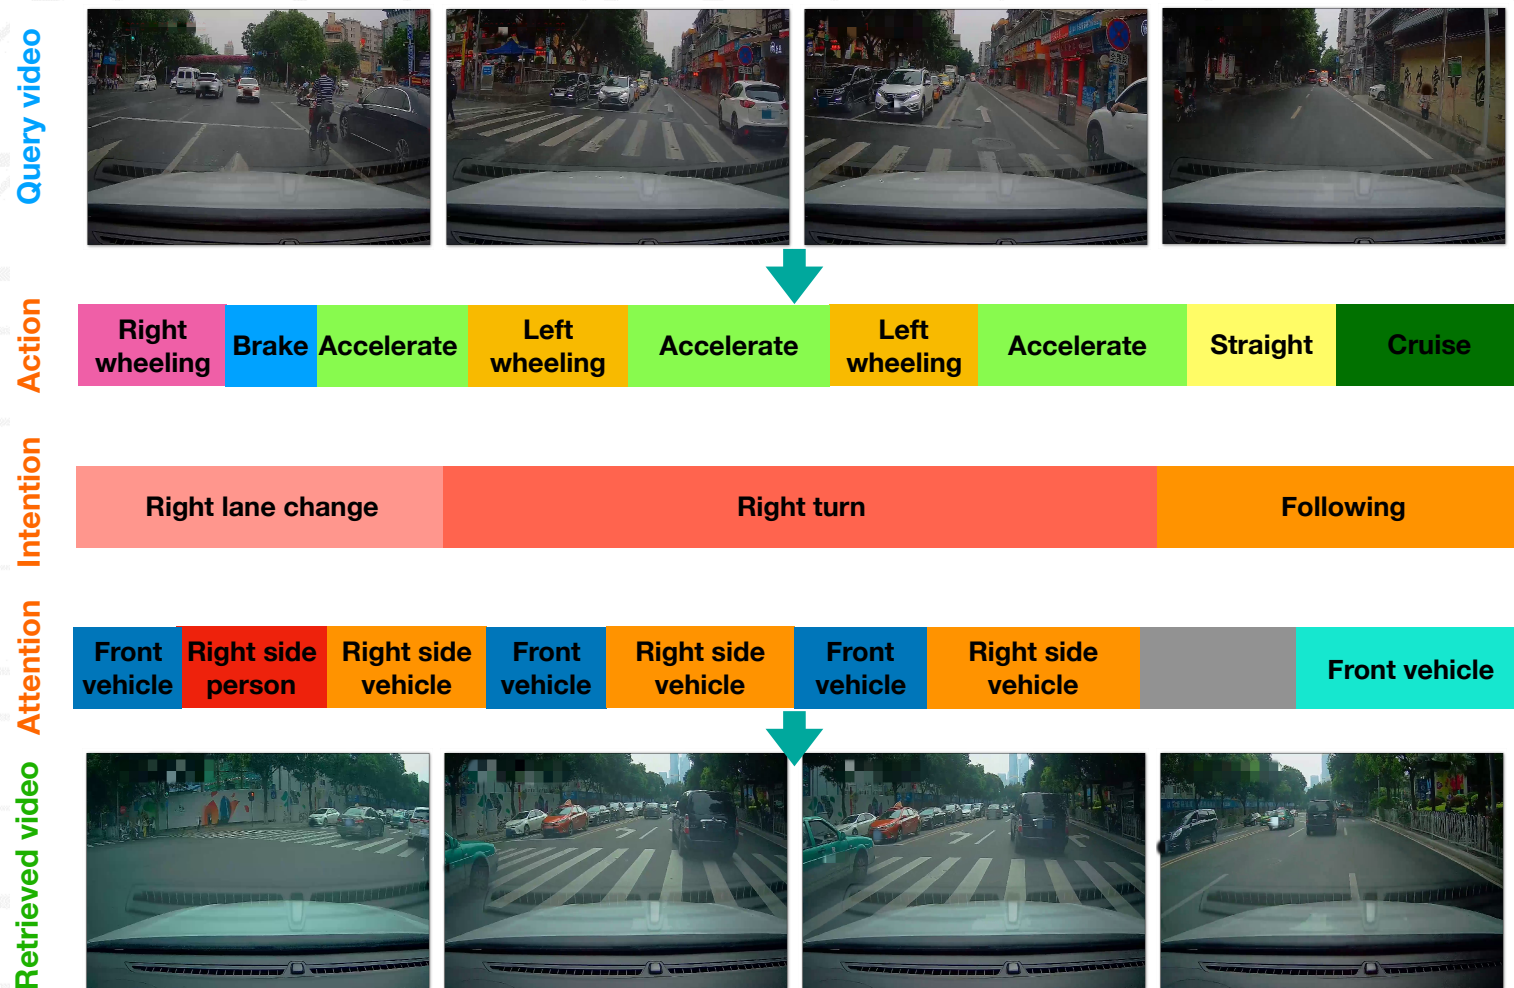 Query video
Action
Right
wheeling
Brake
Accelerate
Left
wheeling
Accelerate
Left
wheeling
Accelerate
Straight
Cruise
Intention
Right lane change
Right turn
Following
Attention
Front
vehicle
Right side
person
Right side
vehicle
Front
vehicle
Right side
vehicle
Front
vehicle
Right side
vehicle
Front vehicle
Retrieved video